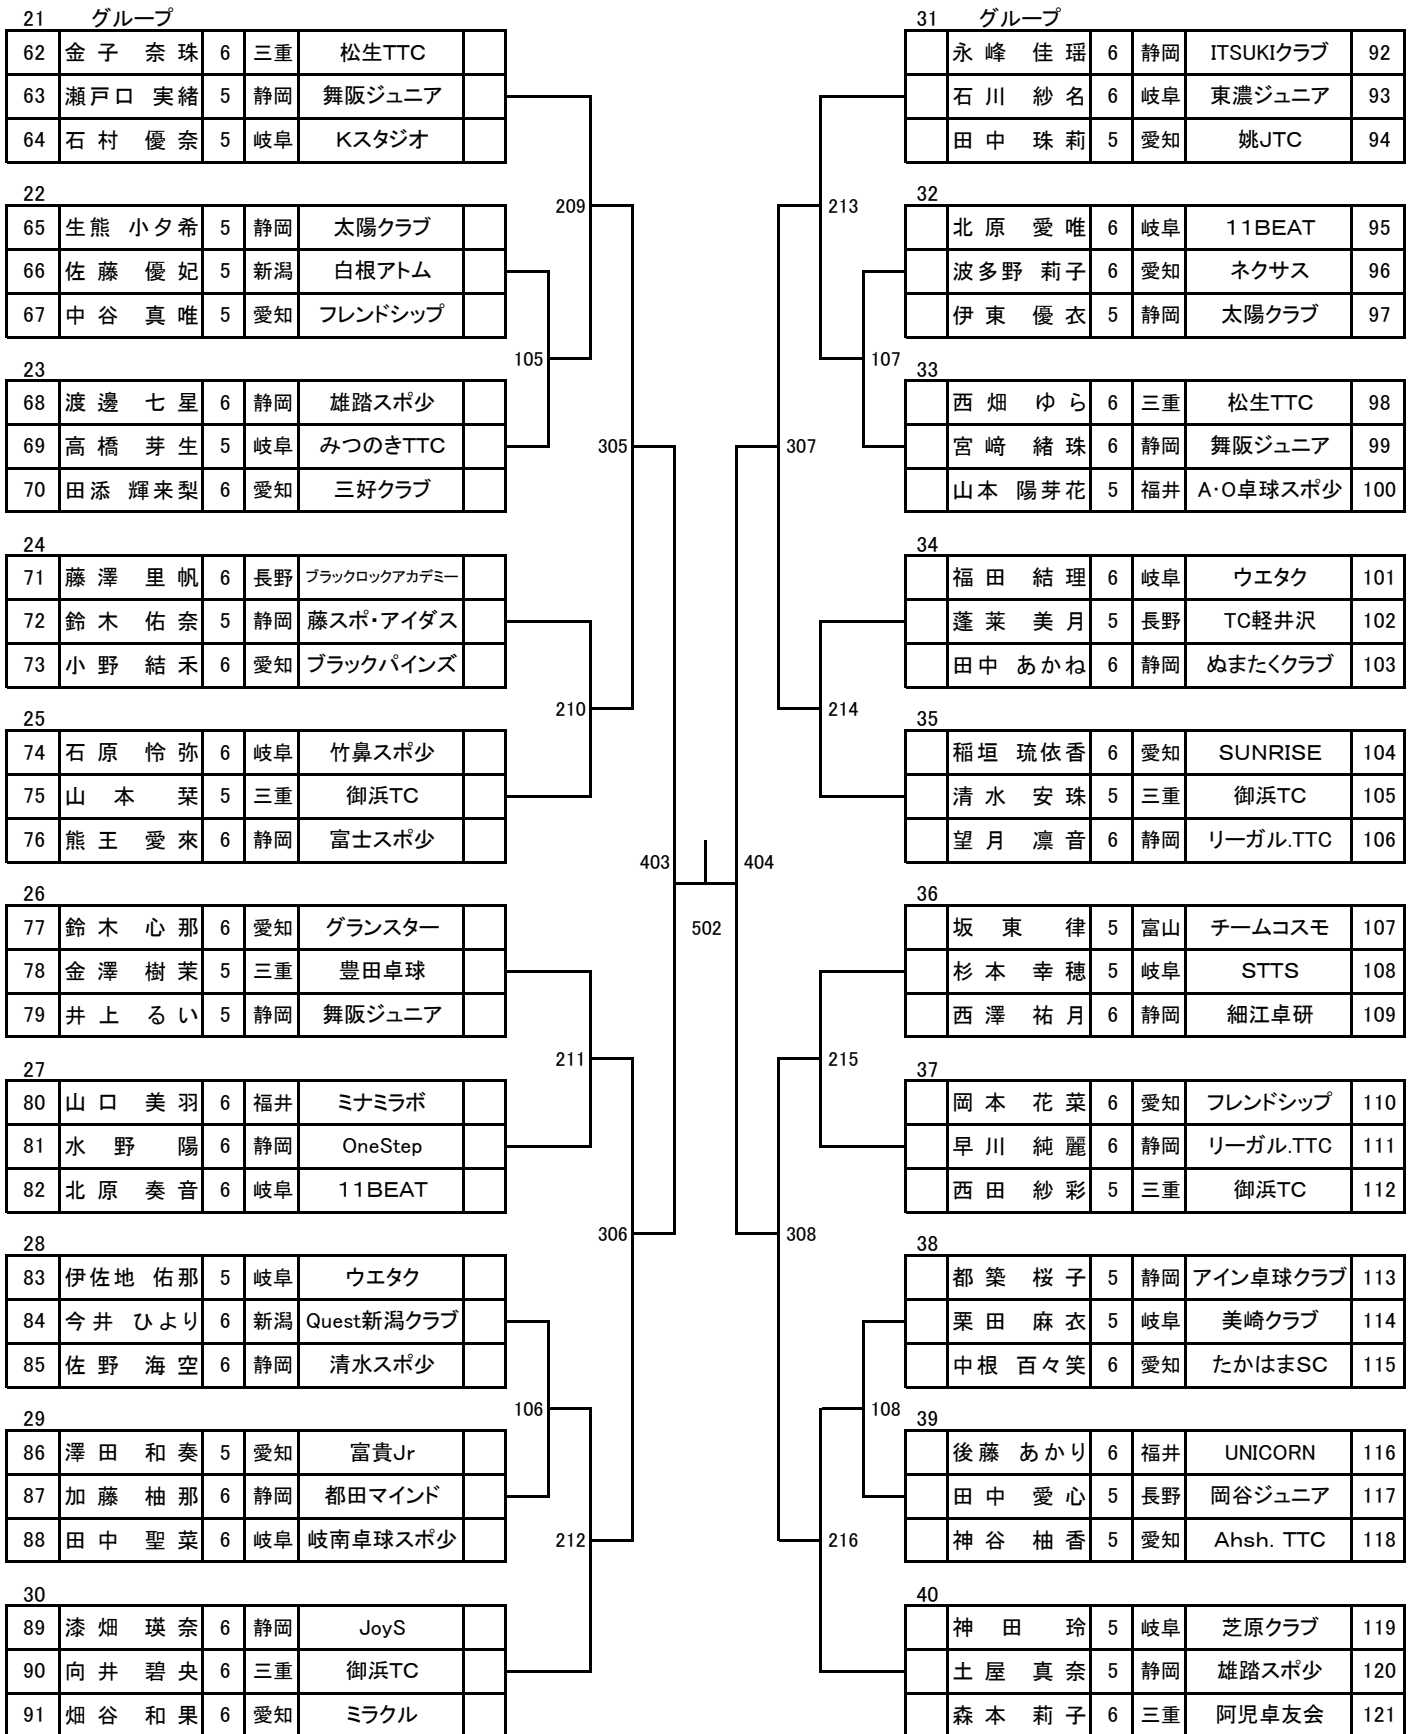 21 グループ
62 金子 奈珠 6 三重 松生TTC
63 瀬戸口 実緒 5 静岡 舞阪ジュニア
64 石村 優奈 5 岐阜 Kスタジオ
22
65 生熊 小夕希 5 静岡 太陽クラブ
66 佐藤 優妃 5 新潟 白根アトム
67 中谷 真唯 5 愛知 フレンドシップ
23
68 渡邊 七星 6 静岡 雄踏スポ少
69 高橋 芽生 5 岐阜 みつのきTTC
70 田添 輝来梨 6 愛知 三好クラブ
24
71 藤澤 里帆 6 長野 ブラックロックアカデミー
72 鈴木 佑奈 5 静岡 藤スポ・アイダス
73 小野 結禾 6 愛知 ブラックパインズ
25
74 石原 怜弥 6 岐阜 竹鼻スポ少
75 山本 栞 5 三重 御浜TC
76 熊王 愛來 6 静岡 富士スポ少
26
77 鈴木 心那 6 愛知 グランスター
78 金澤 樹茉 5 三重 豊田卓球
79 井上 るい 5 静岡 舞阪ジュニア
27
80 山口 美羽 6 福井 ミナミラボ
81 水野 陽 6 静岡 OneStep
82 北原 奏音 6 岐阜 11BEAT
28
83 伊佐地 佑那 5 岐阜 ウエタク
84 今井 ひより 6 新潟 Quest新潟クラブ
85 佐野 海空 6 静岡 清水スポ少
29
86 澤田 和奏 5 愛知 富貴Jr
87 加藤 柚那 6 静岡 都田マインド
88 田中 聖菜 6 岐阜 岐南卓球スポ少
30
89 漆畑 瑛奈 6 静岡 JoyS
90 向井 碧央 6 三重 御浜TC
91 畑谷 和果 6 愛知 ミラクル
209
105
305
210
403
211
306
106
212
502
213
107
307
214
404
215
308
108
216
31 グループ
永峰 佳瑶 6 静岡 ITSUKIクラブ 92
石川 紗名 6 岐阜 東濃ジュニア 93
田中 珠莉 5 愛知 姚JTC 94
32
北原 愛唯 6 岐阜 11BEAT 95
波多野 莉子 6 愛知 ネクサス 96
伊東 優衣 5 静岡 太陽クラブ 97
33
西畑 ゆら 6 三重 松生TTC 98
宮﨑 緒珠 6 静岡 舞阪ジュニア 99
山本 陽芽花 5 福井 A・O卓球スポ少 100
34
福田 結理 6 岐阜 ウエタク 101
蓬莱 美月 5 長野 TC軽井沢 102
田中 あかね 6 静岡 ぬまたくクラブ 103
35
稲垣 琉依香 6 愛知 SUNRISE 104
清水 安珠 5 三重 御浜TC 105
望月 凛音 6 静岡 リーガル.TTC 106
36
坂東 律 5 富山 チームコスモ 107
杉本 幸穂 5 岐阜 STTS 108
西澤 祐月 6 静岡 細江卓研 109
37
岡本 花菜 6 愛知 フレンドシップ 110
早川 純麗 6 静岡 リーガル.TTC 111
西田 紗彩 5 三重 御浜TC 112
38
都築 桜子 5 静岡 アイン卓球クラブ 113
栗田 麻衣 5 岐阜 美崎クラブ 114
中根 百々笑 6 愛知 たかはまSC 115
39
後藤 あかり 6 福井 UNICORN 116
田中 愛心 5 長野 岡谷ジュニア 117
神谷 柚香 5 愛知 Ahsh. TTC 118
40
神田 玲 5 岐阜 芝原クラブ 119
土屋 真奈 5 静岡 雄踏スポ少 120
森本 莉子 6 三重 阿児卓友会 121